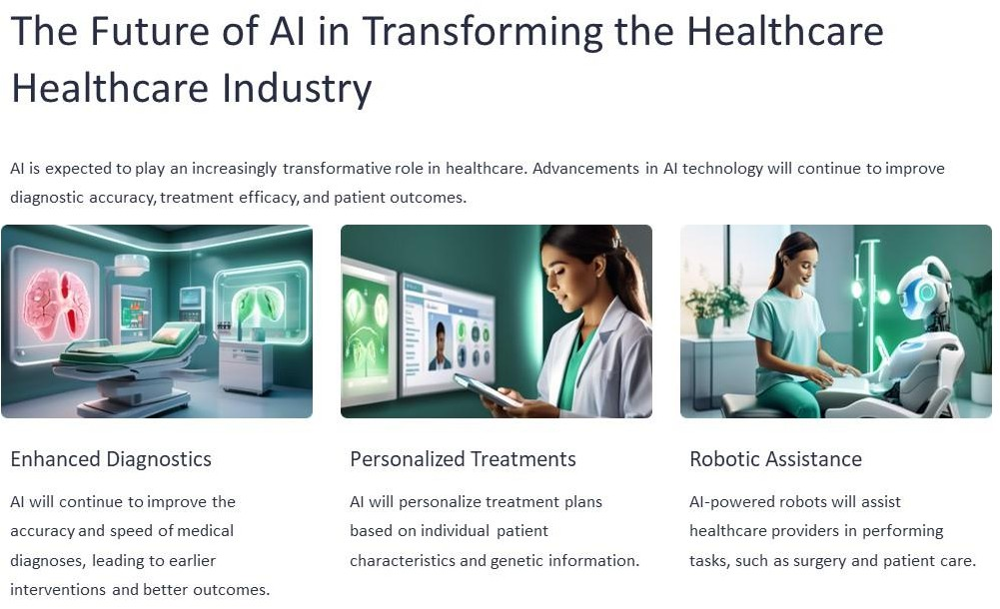 The Future of AI in Transforming the Healthcare
Healthcare Industry
AI is expected to play an increasingly transformative role in healthcare. Advancements in AI technology will continue to improve
diagnostic accuracy, treatment efficacy, and patient outcomes.
Enhanced Diagnostics
AI will continue to improve the
accuracy and speed of medical
diagnoses, leading to earlier
interventions and better outcomes.
Personalized Treatments
AI will personalize treatment plans
based on individual patient
characteristics and genetic information.
Robotic Assistance
AI-powered robots will assist
healthcare providers in performing
tasks, such as surgery and patient care.